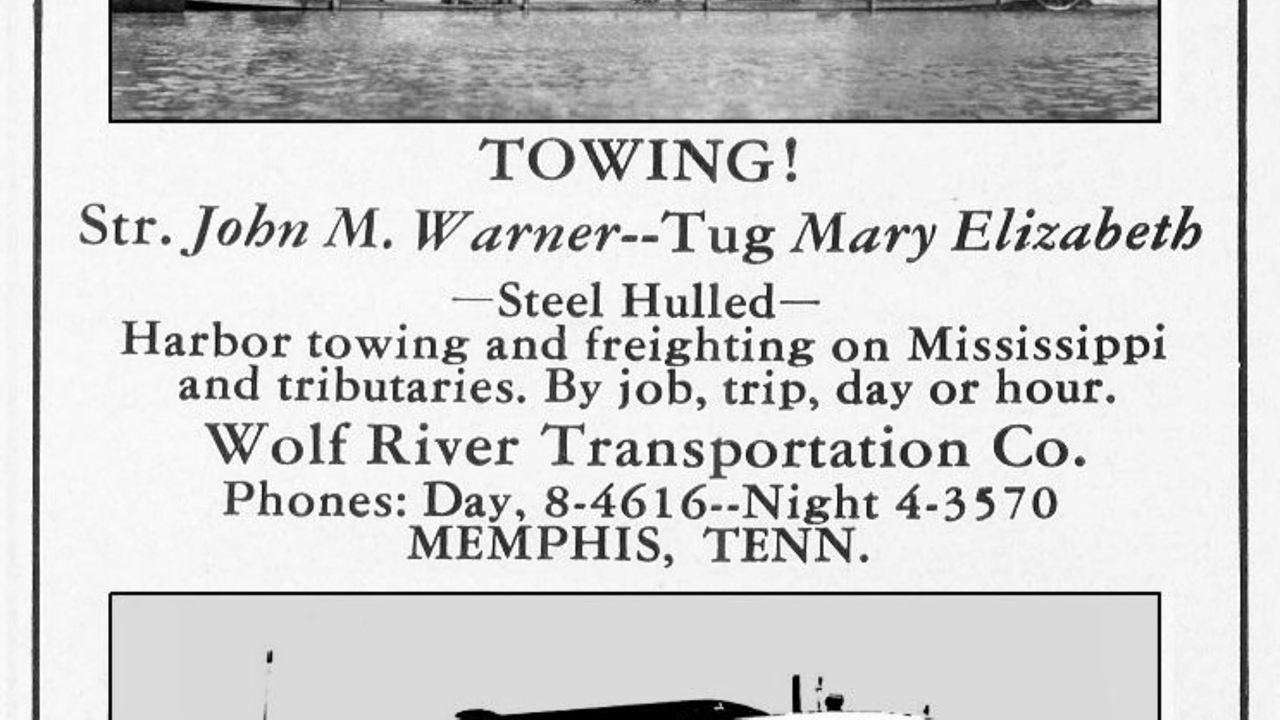 TOWING!
Str. John M. Warner--Tug Mary Elizabeth
—Steel Hulled—
Harbor towing and freighting on Mississippi
and tributaries. By job, trip, day or hour.
Wolf River Transportation Co.
Phones: Day, 8-4616--Night 4-3570
MEMPHIS, TENN.